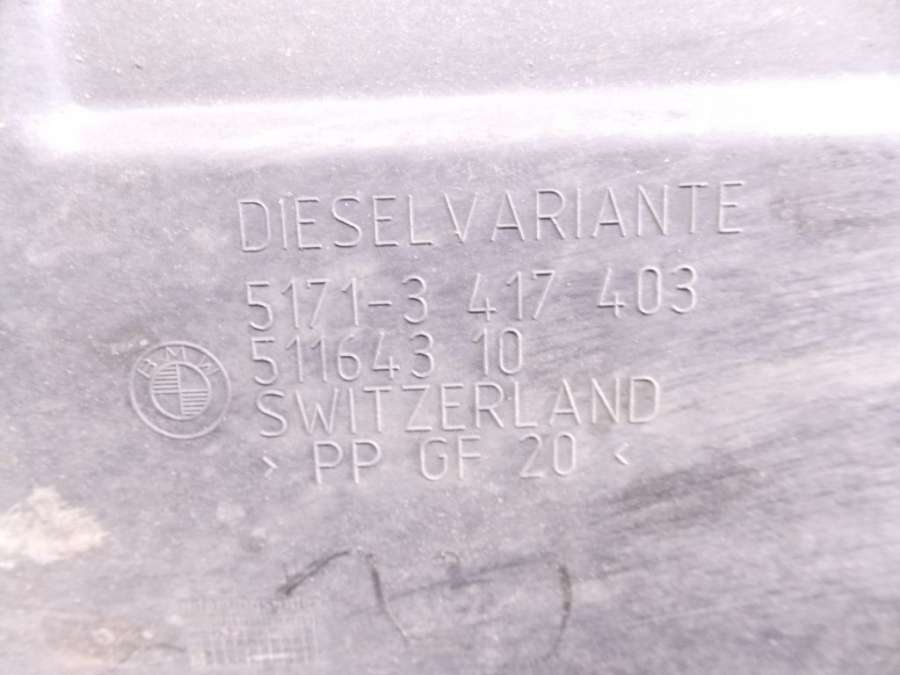 DIESELVARIANTE
5171-3 417 403
511643 10
BMW
SWITZERLAND
> PP GF 20 <